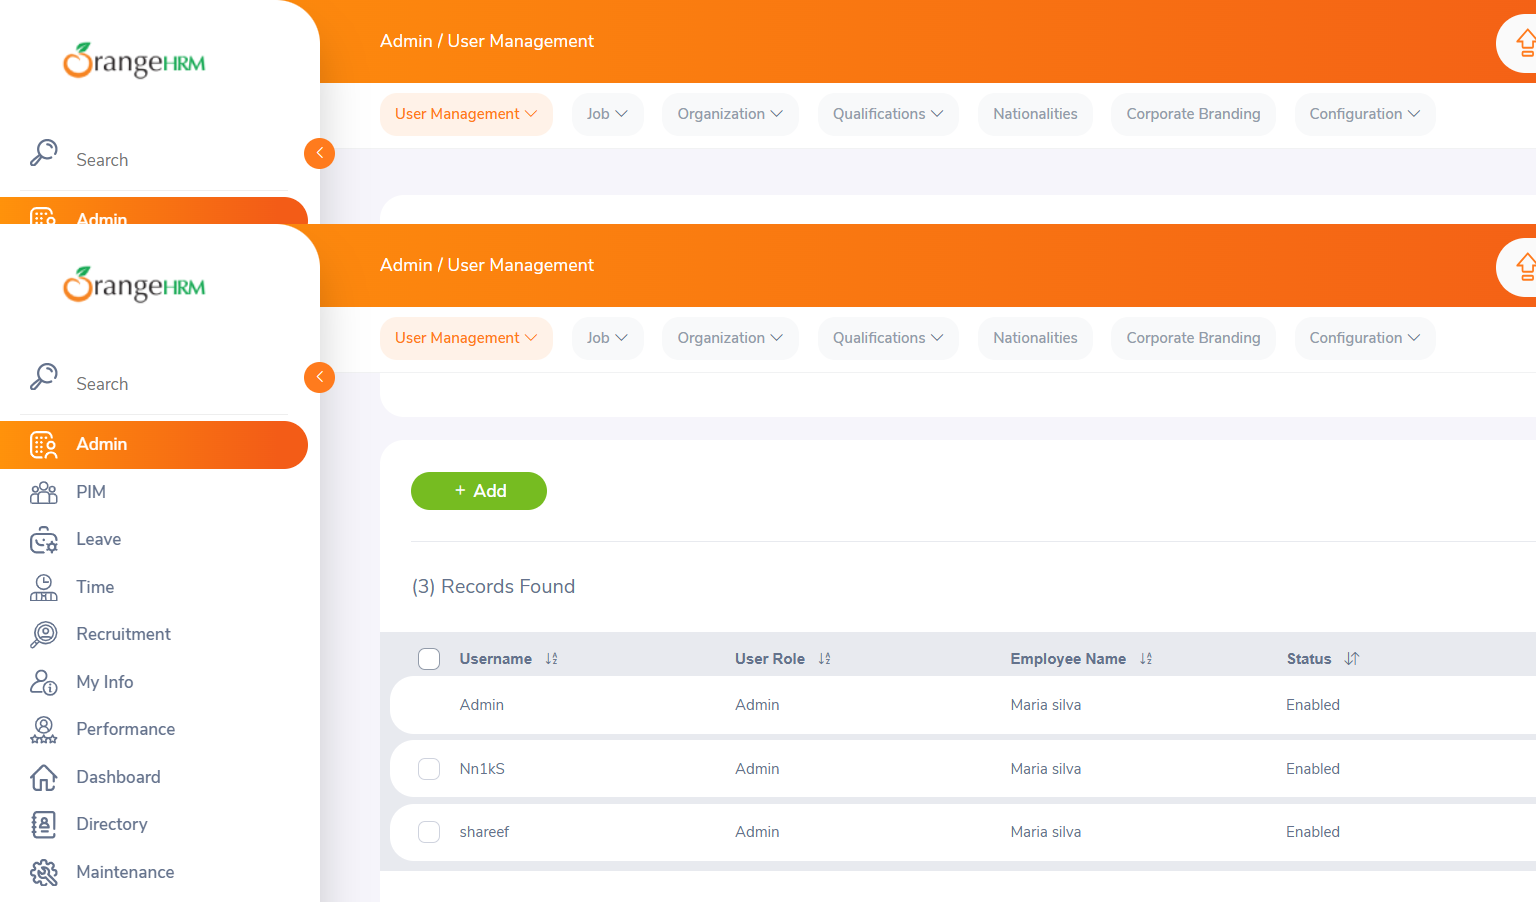 OrangeHRM
Admin / User Management
User Management
Job
Organization
Qualifications
Nationalities
Corporate Branding
Configuration
Search
Admin
OrangeHRM
Admin / User Management
User Management
Job
Organization
Qualifications
Nationalities
Corporate Branding
Configuration
Search
Admin
PIM
Leave
Time
Recruitment
My Info
Performance
Dashboard
Directory
Maintenance
+ Add
(3) Records Found
Username User Role Employee Name Status
Admin Admin Maria silva Enabled
Nn1kS Admin Maria silva Enabled
shareef Admin Maria silva Enabled